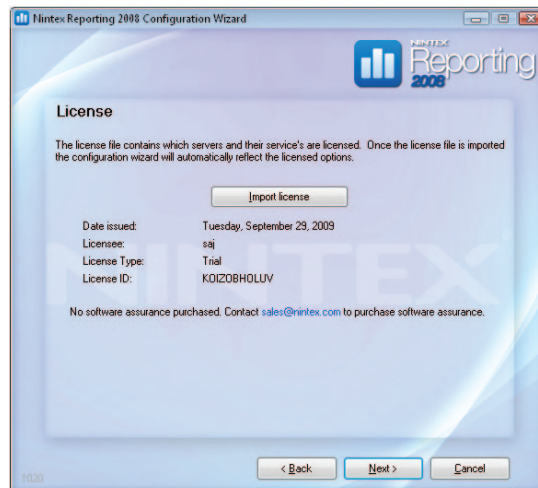 Nintex Reporting 2008 Configuration Wizard
NINTEX
Reporting
2008
License
The license file contains which servers and their service's are licensed. Once the license file is imported
the configuration wizard will automatically reflect the licensed options.
Import license
Date issued: Tuesday, September 29, 2009
Licensee: saj
License Type: Trial
License ID: KOIZOBHOLUV
NINTEX
No software assurance purchased. Contact sales@nintex.com to purchase software assurance.
1020
< Back
Next >
Cancel